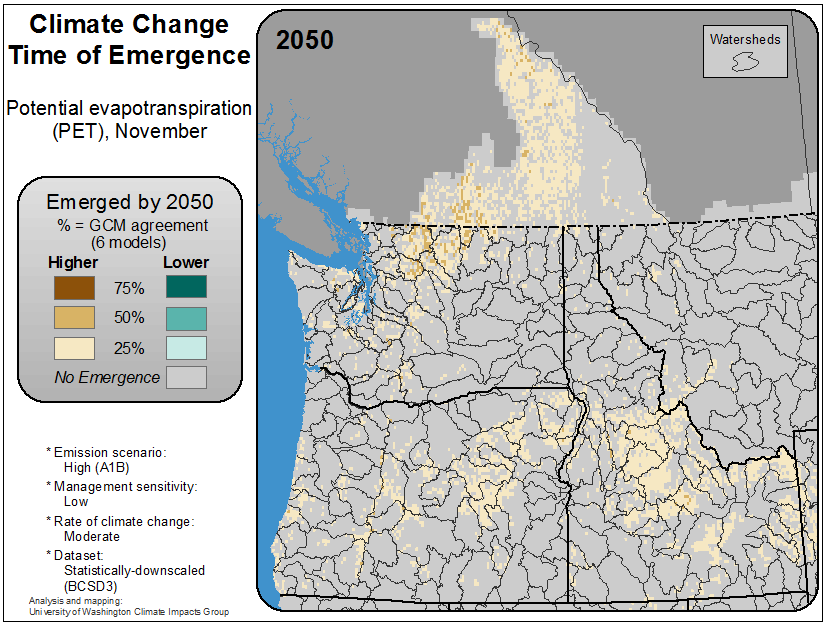 Climate Change
Time of Emergence
Potential evapotranspiration
(PET), November
Emerged by 2050
% = GCM agreement
(6 models)
Higher Lower
75%
50%
25%
No Emergence
* Emission scenario:
High (A1B)
* Management sensitivity:
Low
* Rate of climate change:
Moderate
* Dataset:
Statistically-downscaled
(BCSD3)
Analysis and mapping:
University of Washington Climate Impacts Group
2050
Watersheds